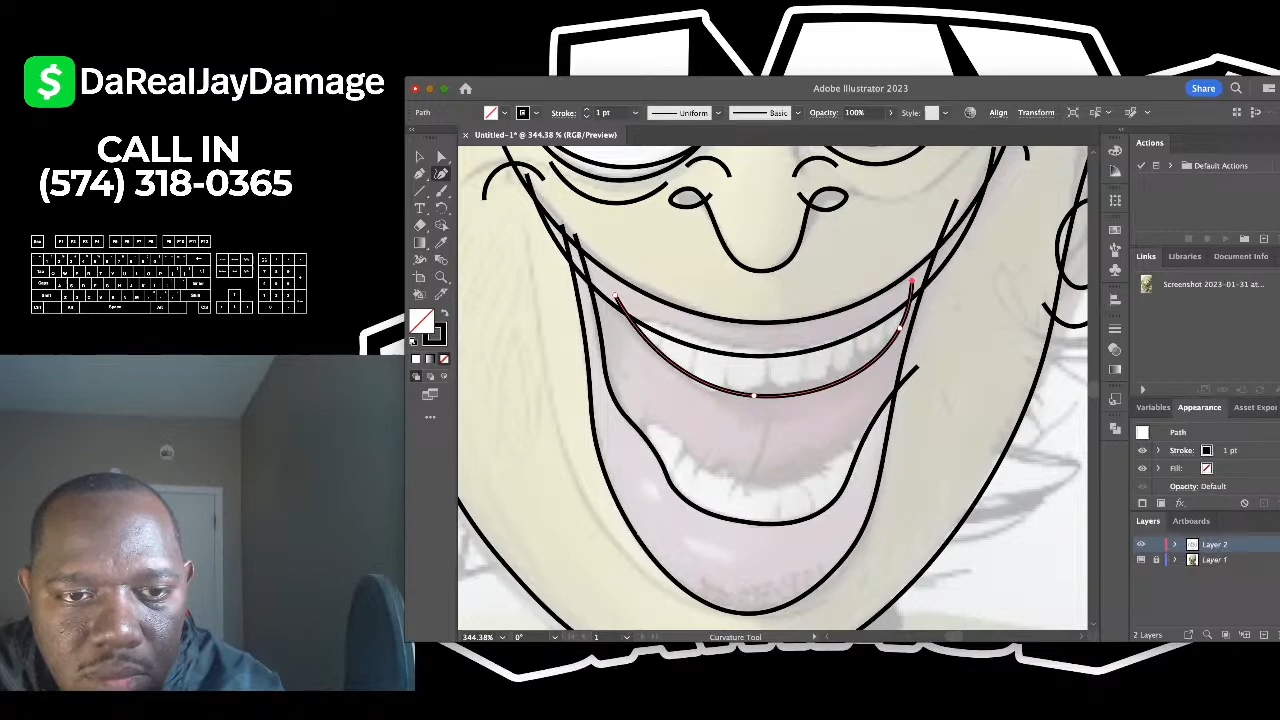 $ DaRealJayDamage
CALL IN
(574) 318-0365
Adobe Illustrator 2023
Share
Path
Stroke:
1 pt
Uniform
Basic
Opacity:
100%
Style:
Align
Transform
× Untitled-1* @ 344.38 % (RGB/Preview)
Actions
Default Actions
Links
Libraries
Document Info
Screenshot 2023-01-31 at...
Variables
Appearance
Asset Expor
Path
Stroke:
1 pt
Fill:
Opacity: Default
fx
Layers
Artboards
Layer 2
Layer 1
2 Layers
344.38%
0°
1
Curvature Tool